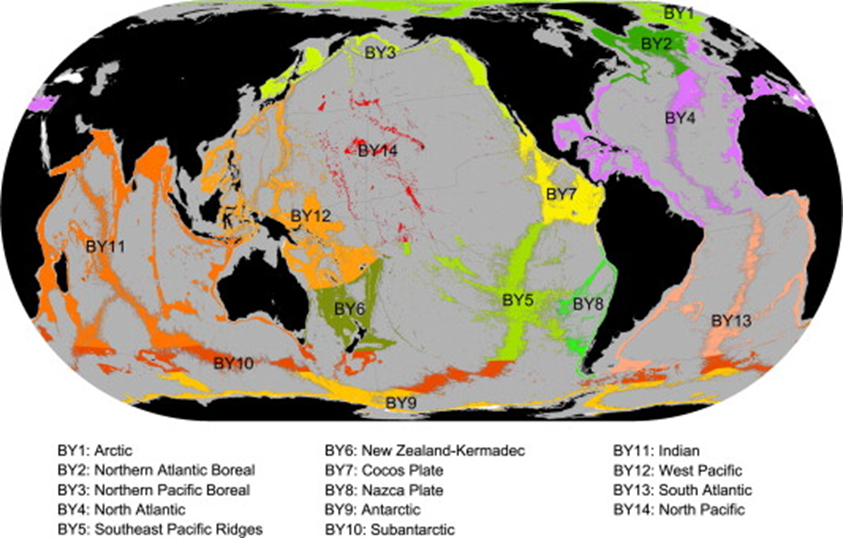 BY1
BY2
BY3
BY4
BY14
BY7
BY12
BY11
BY5
BY8
BY6
BY13
BY10
BY9
BY1: Arctic
BY2: Northern Atlantic Boreal
BY3: Northern Pacific Boreal
BY4: North Atlantic
BY5: Southeast Pacific Ridges
BY6: New Zealand-Kermadec
BY7: Cocos Plate
BY8: Nazca Plate
BY9: Antarctic
BY10: Subantarctic
BY11: Indian
BY12: West Pacific
BY13: South Atlantic
BY14: North Pacific